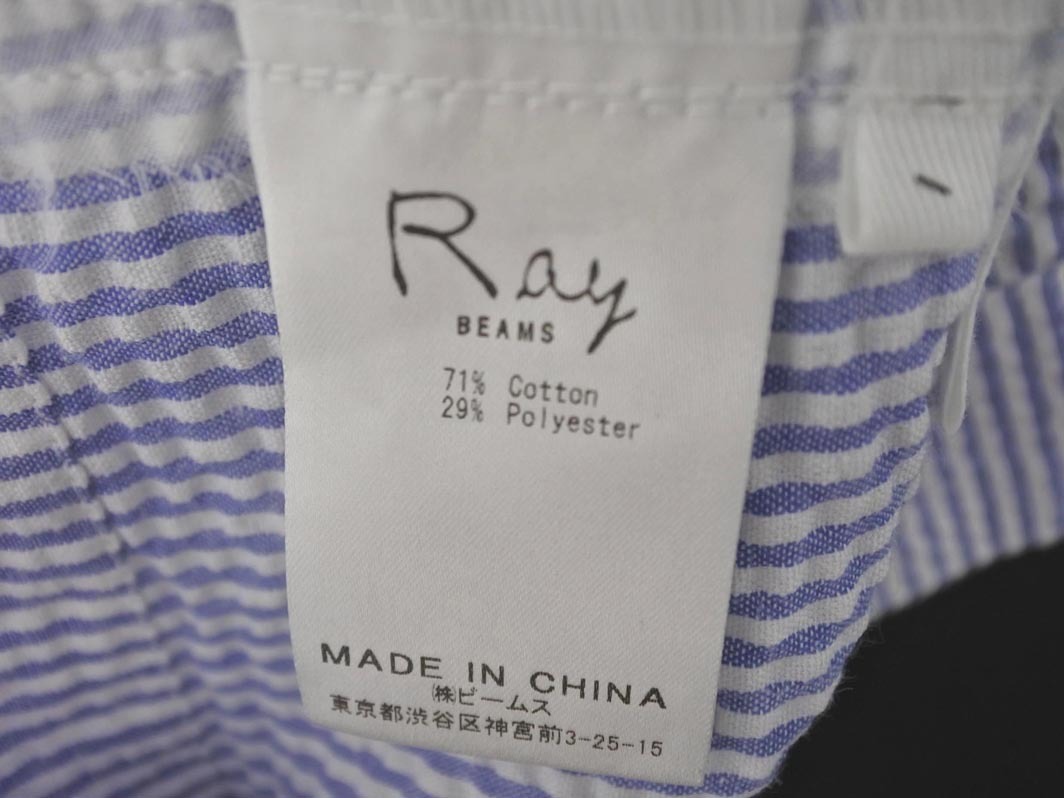 Ray
BEAMS
71% Cotton
29% Polyester
MADE IN CHINA
㈱ビームス
東京都渋谷区神宮前3-25-15